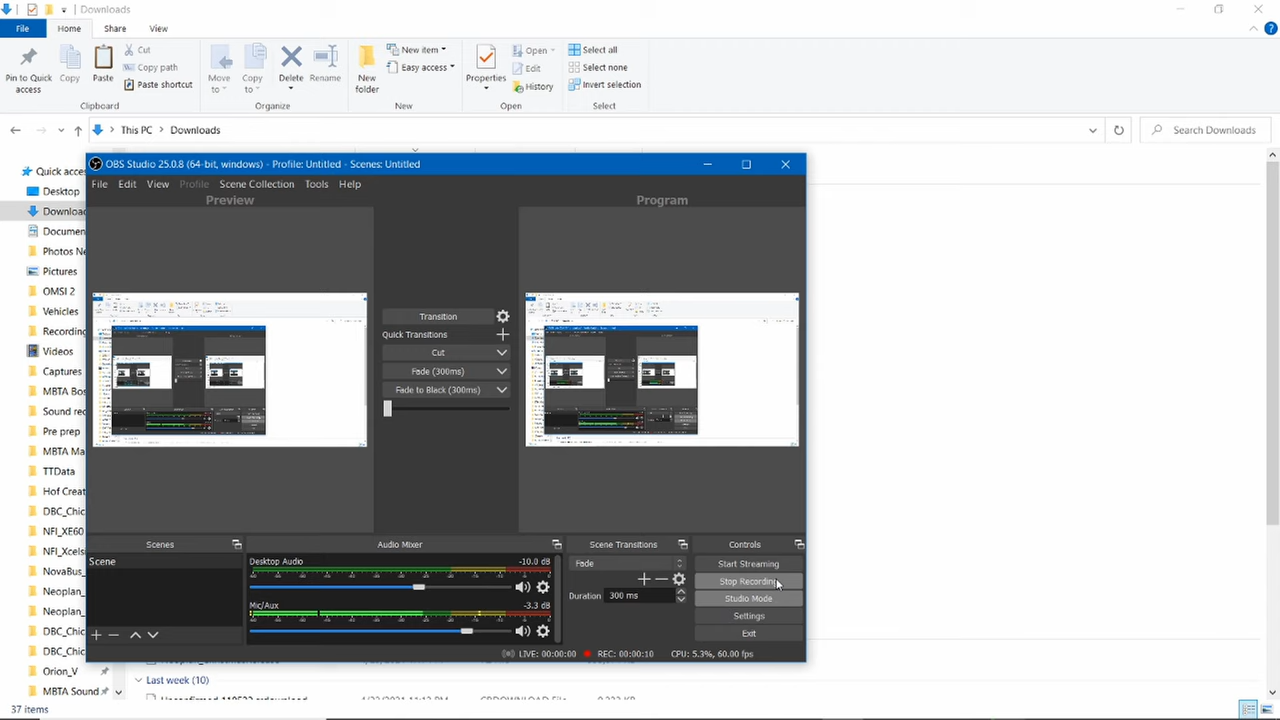 Downloads
File
Home
Share
View
Pin to Quick access
Copy
Paste
Cut
Copy path
Paste shortcut
Clipboard
Move to
Copy to
Delete
Rename
Organize
New folder
New item
Easy access
New
Properties
Open
Edit
History
Open
Select all
Select none
Invert selection
Select
This PC > Downloads
Search Downloads
Quick acces
Desktop
Downloa
Documen
Photos Ne
Pictures
OMSI 2
Vehicles
Recording
Videos
Captures
MBTA Bo
Sound rec
Pre prep
MBTA Ma
TTData
Hof Creat
DBC_Chic
NFI_XE60
NFI_Xcels
NovaBus_
Neoplan_
Neoplan_
DBC_Chic
DBC_Chic
Orion_V
MBTA Sound
OBS Studio 25.0.8 (64-bit, windows) - Profile: Untitled - Scenes: Untitled
File Edit View Profile Scene Collection Tools Help
Preview
Program
Transition
Quick Transitions
Cut
Fade (300ms)
Fade to Black (300ms)
Scenes
Scene
Audio Mixer
Desktop Audio
-10.0 dB
Mic/Aux
-3.3 dB
Scene Transitions
Fade
Duration 300 ms
Controls
Start Streaming
Stop Recording
Studio Mode
Settings
Exit
LIVE: 00:00:00
REC: 00:00:10
CPU: 5.3%, 60.00 fps
Last week (10)
37 items